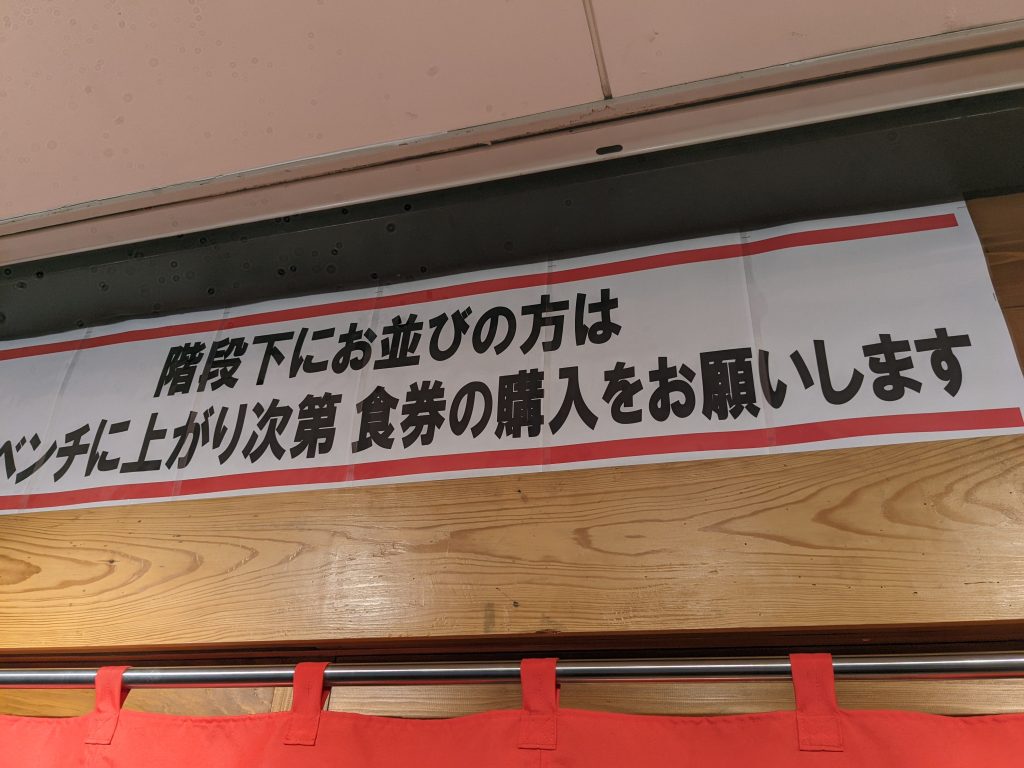 階段下にお並びの方は
ベンチに上がり次第 食券の購入をお願いします